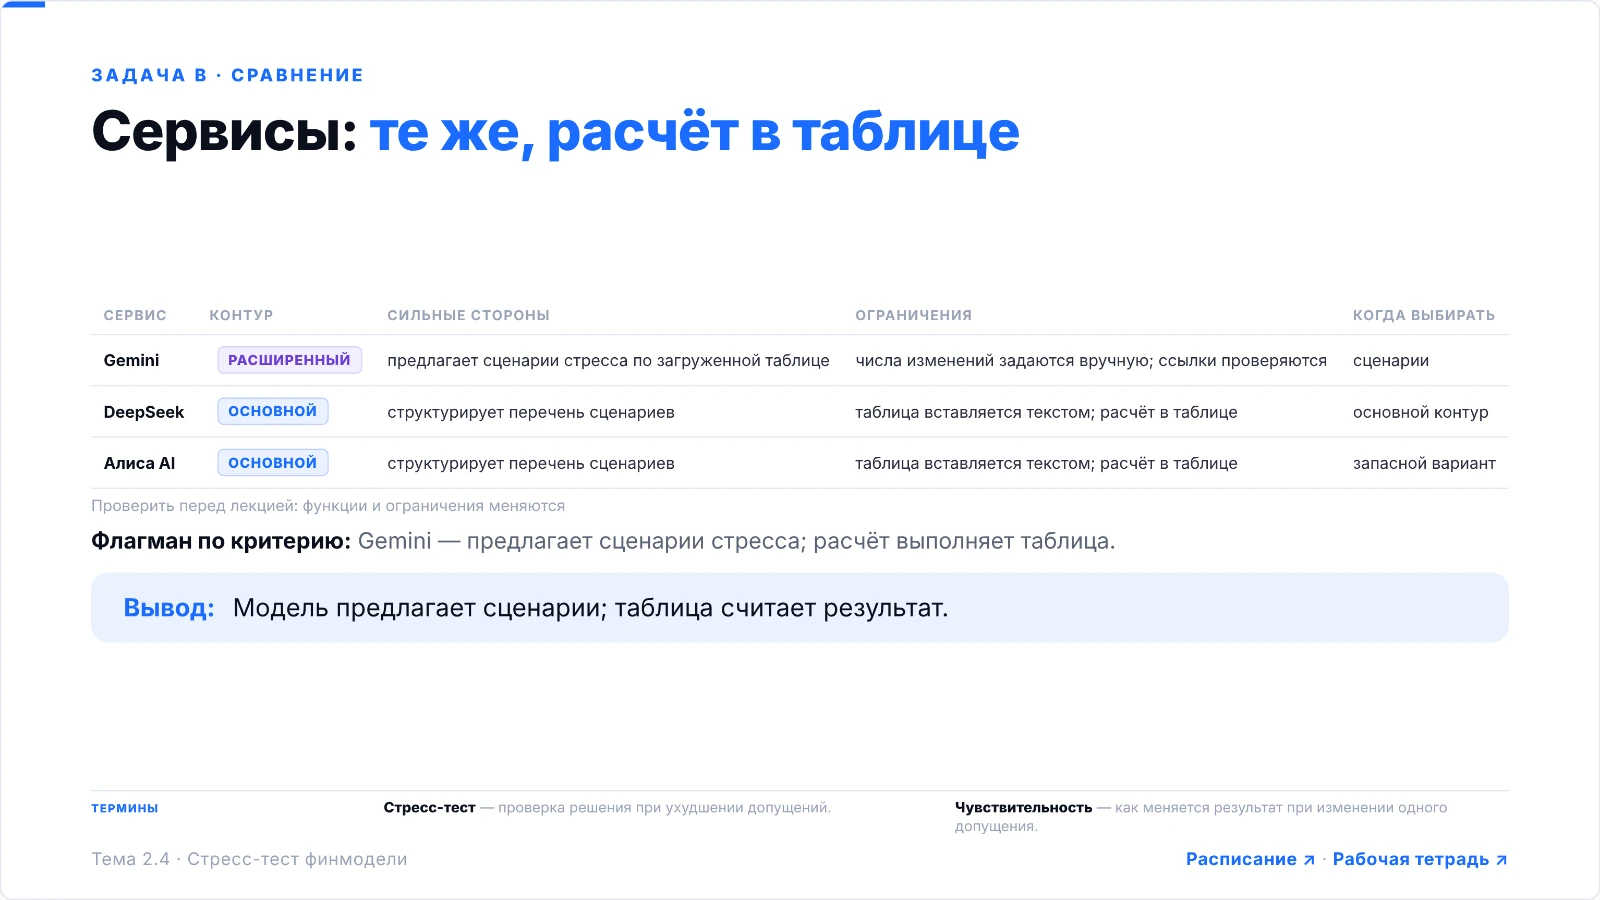 ЗАДАЧА В · СРАВНЕНИЕ
Сервисы: те же, расчёт в таблице
СЕРВИС КОНТУР СИЛЬНЫЕ СТОРОНЫ ОГРАНИЧЕНИЯ КОГДА ВЫБИРАТЬ
Gemini РАСШИРЕННЫЙ предлагает сценарии стресса по загруженной таблице числа изменений задаются вручную; ссылки проверяются сценарии
DeepSeek ОСНОВНОЙ структурирует перечень сценариев таблица вставляется текстом; расчёт в таблице основной контур
Алиса AI ОСНОВНОЙ структурирует перечень сценариев таблица вставляется текстом; расчёт в таблице запасной вариант
Проверить перед лекцией: функции и ограничения меняются
Флагман по критерию: Gemini — предлагает сценарии стресса; расчёт выполняет таблица.
Вывод: Модель предлагает сценарии; таблица считает результат.
ТЕРМИНЫ
Стресс-тест — проверка решения при ухудшении допущений.
Чувствительность — как меняется результат при изменении одного
допущения.
Тема 2.4 · Стресс-тест финмодели
Расписание ↗ · Рабочая тетрадь ↗